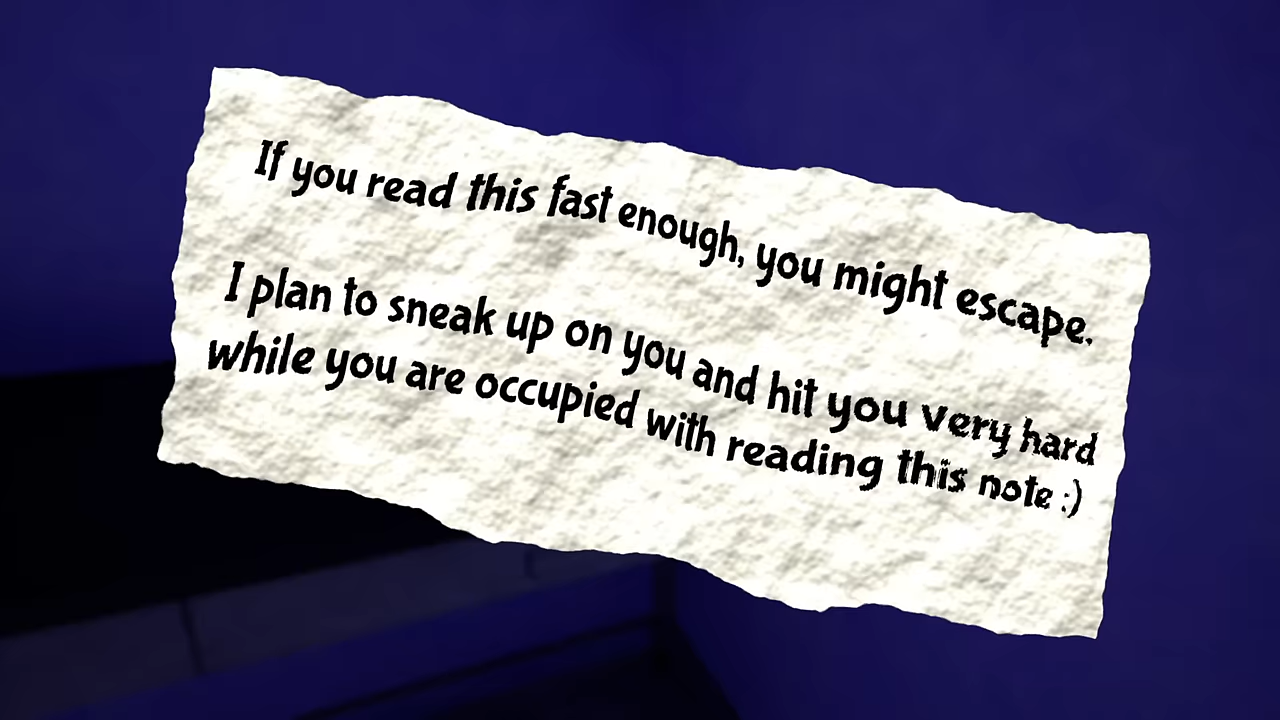 If you read this fast enough, you might escape.
I plan to sneak up on you and hit you very hard
while you are occupied with reading this note :)